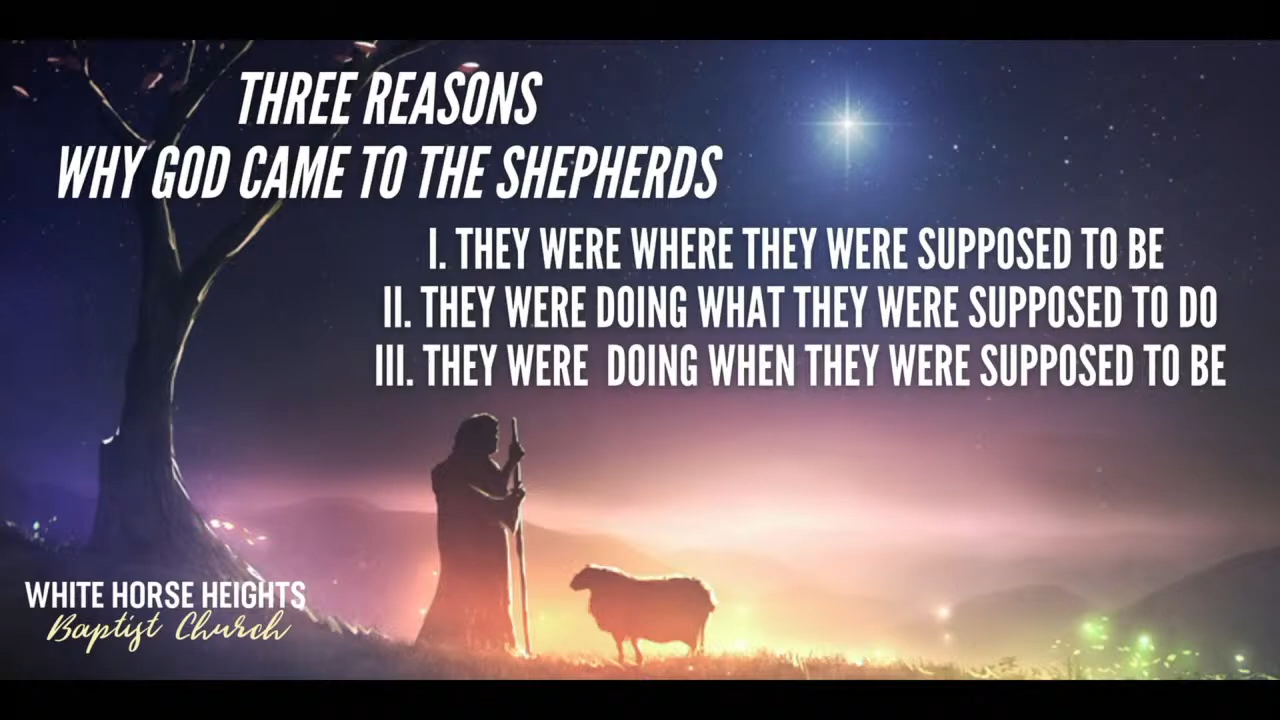 THREE REASONS
WHY GOD CAME TO THE SHEPHERDS
I. THEY WERE WHERE THEY WERE SUPPOSED TO BE
II. THEY WERE DOING WHAT THEY WERE SUPPOSED TO DO
III. THEY WERE DOING WHEN THEY WERE SUPPOSED TO BE
WHITE HORSE HEIGHTS
Baptist Church